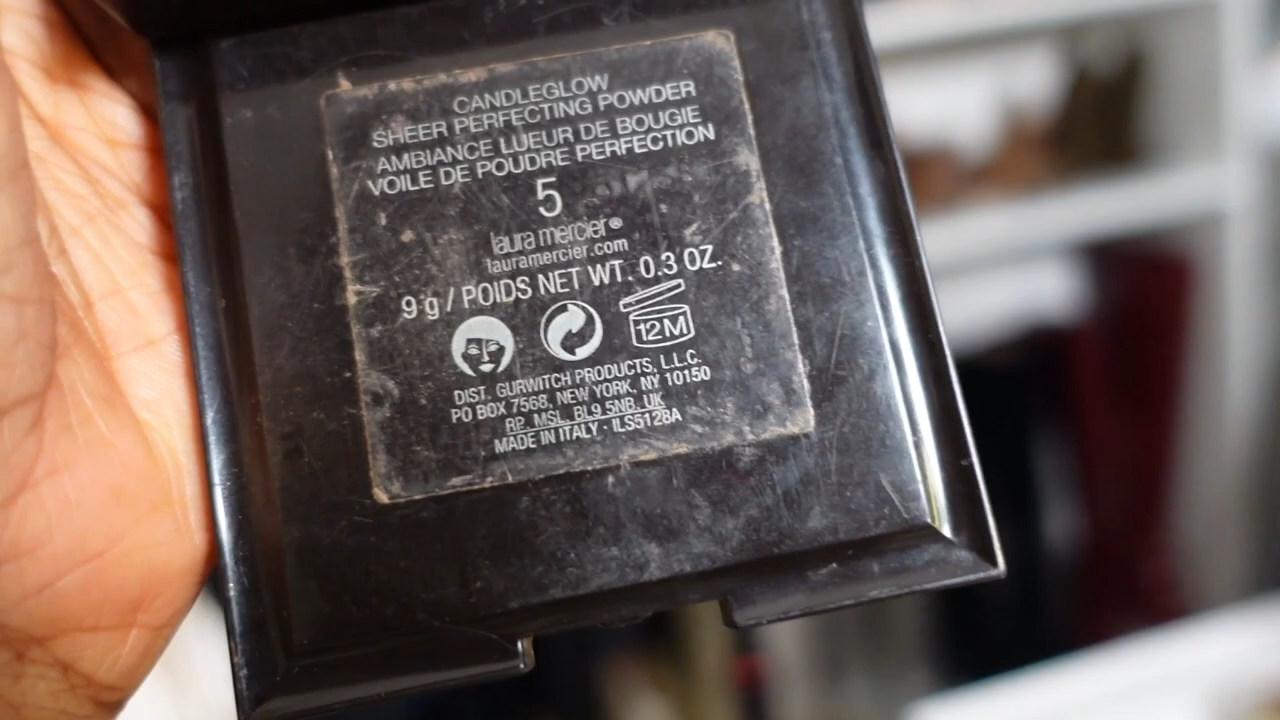 CANDLEGLOW
SHEER PERFECTING POWDER
AMBIANCE LUEUR DE BOUGIE
VOILE DE POUDRE PERFECTION
5
laura mercier®
lauramercier.com
9 g / POIDS NET WT. 0.3 OZ.
12M
DIST. GURWITCH PRODUCTS, L.L.C.
PO BOX 7568, NEW YORK, NY 10150
RP. MSL. BL9 5NB. UK
MADE IN ITALY · ILS5128A